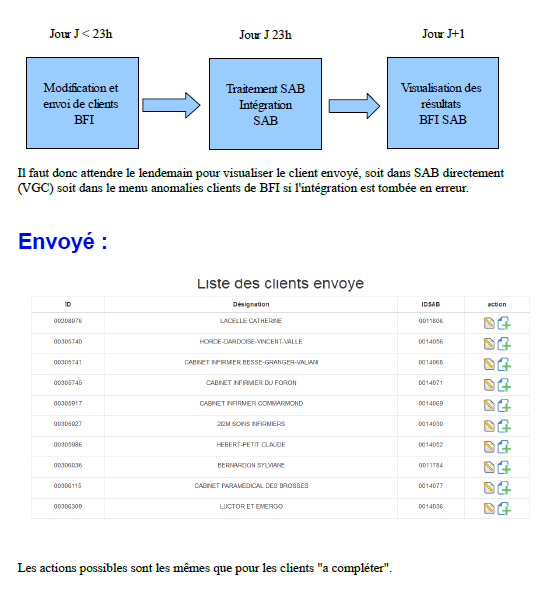 Jour J < 23h
Jour J 23h
Jour J+1
Modification et
envoi de clients
BFI
Traitement SAB
Intégration
SAB
Visualisation des
résultats
BFI SAB
Il faut donc attendre le lendemain pour visualiser le client envoyé, soit dans SAB directement
(VGC) soit dans le menu anomalies clients de BFI si l'intégration est tombée en erreur.
Envoyé :
Liste des clients envoyé
ID Désignation IDSAB action
00208976 LACELLE CATHERINE 0011806
00305740 HORDE-DARDOISE-VINCENT-VALLE 0014056
00305741 CABINET INFIRMIER BESSE-GRANGER-VALIANI 0014068
00305745 CABINET INFIRMIER DU FORON 0014071
00305917 CABINET INFIRMIER COMMARMOND 0014069
00305927 2I2M SOINS INFIRMIERS 0014030
00305986 HEBERT-PETIT CLAUDE 0014052
00306036 BERNARDON SYLVIANE 0011784
00306115 CABINET PARAMEDICAL DES BROSSES 0014077
00306309 LUCTOR ET EMERGO 0014036
Les actions possibles sont les mêmes que pour les clients "a compléter".